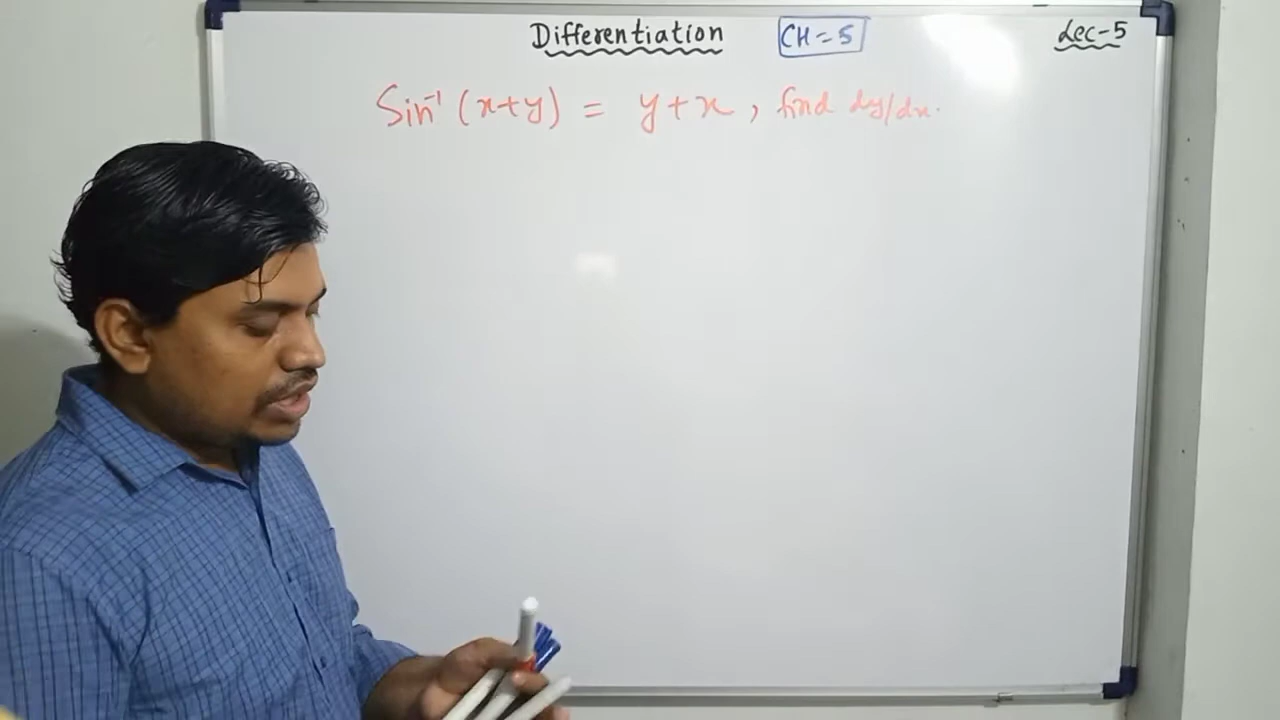 Differentiation CH = 5 Lec-5
Sin⁻¹ (x+y) = y + x , find dy/dx.